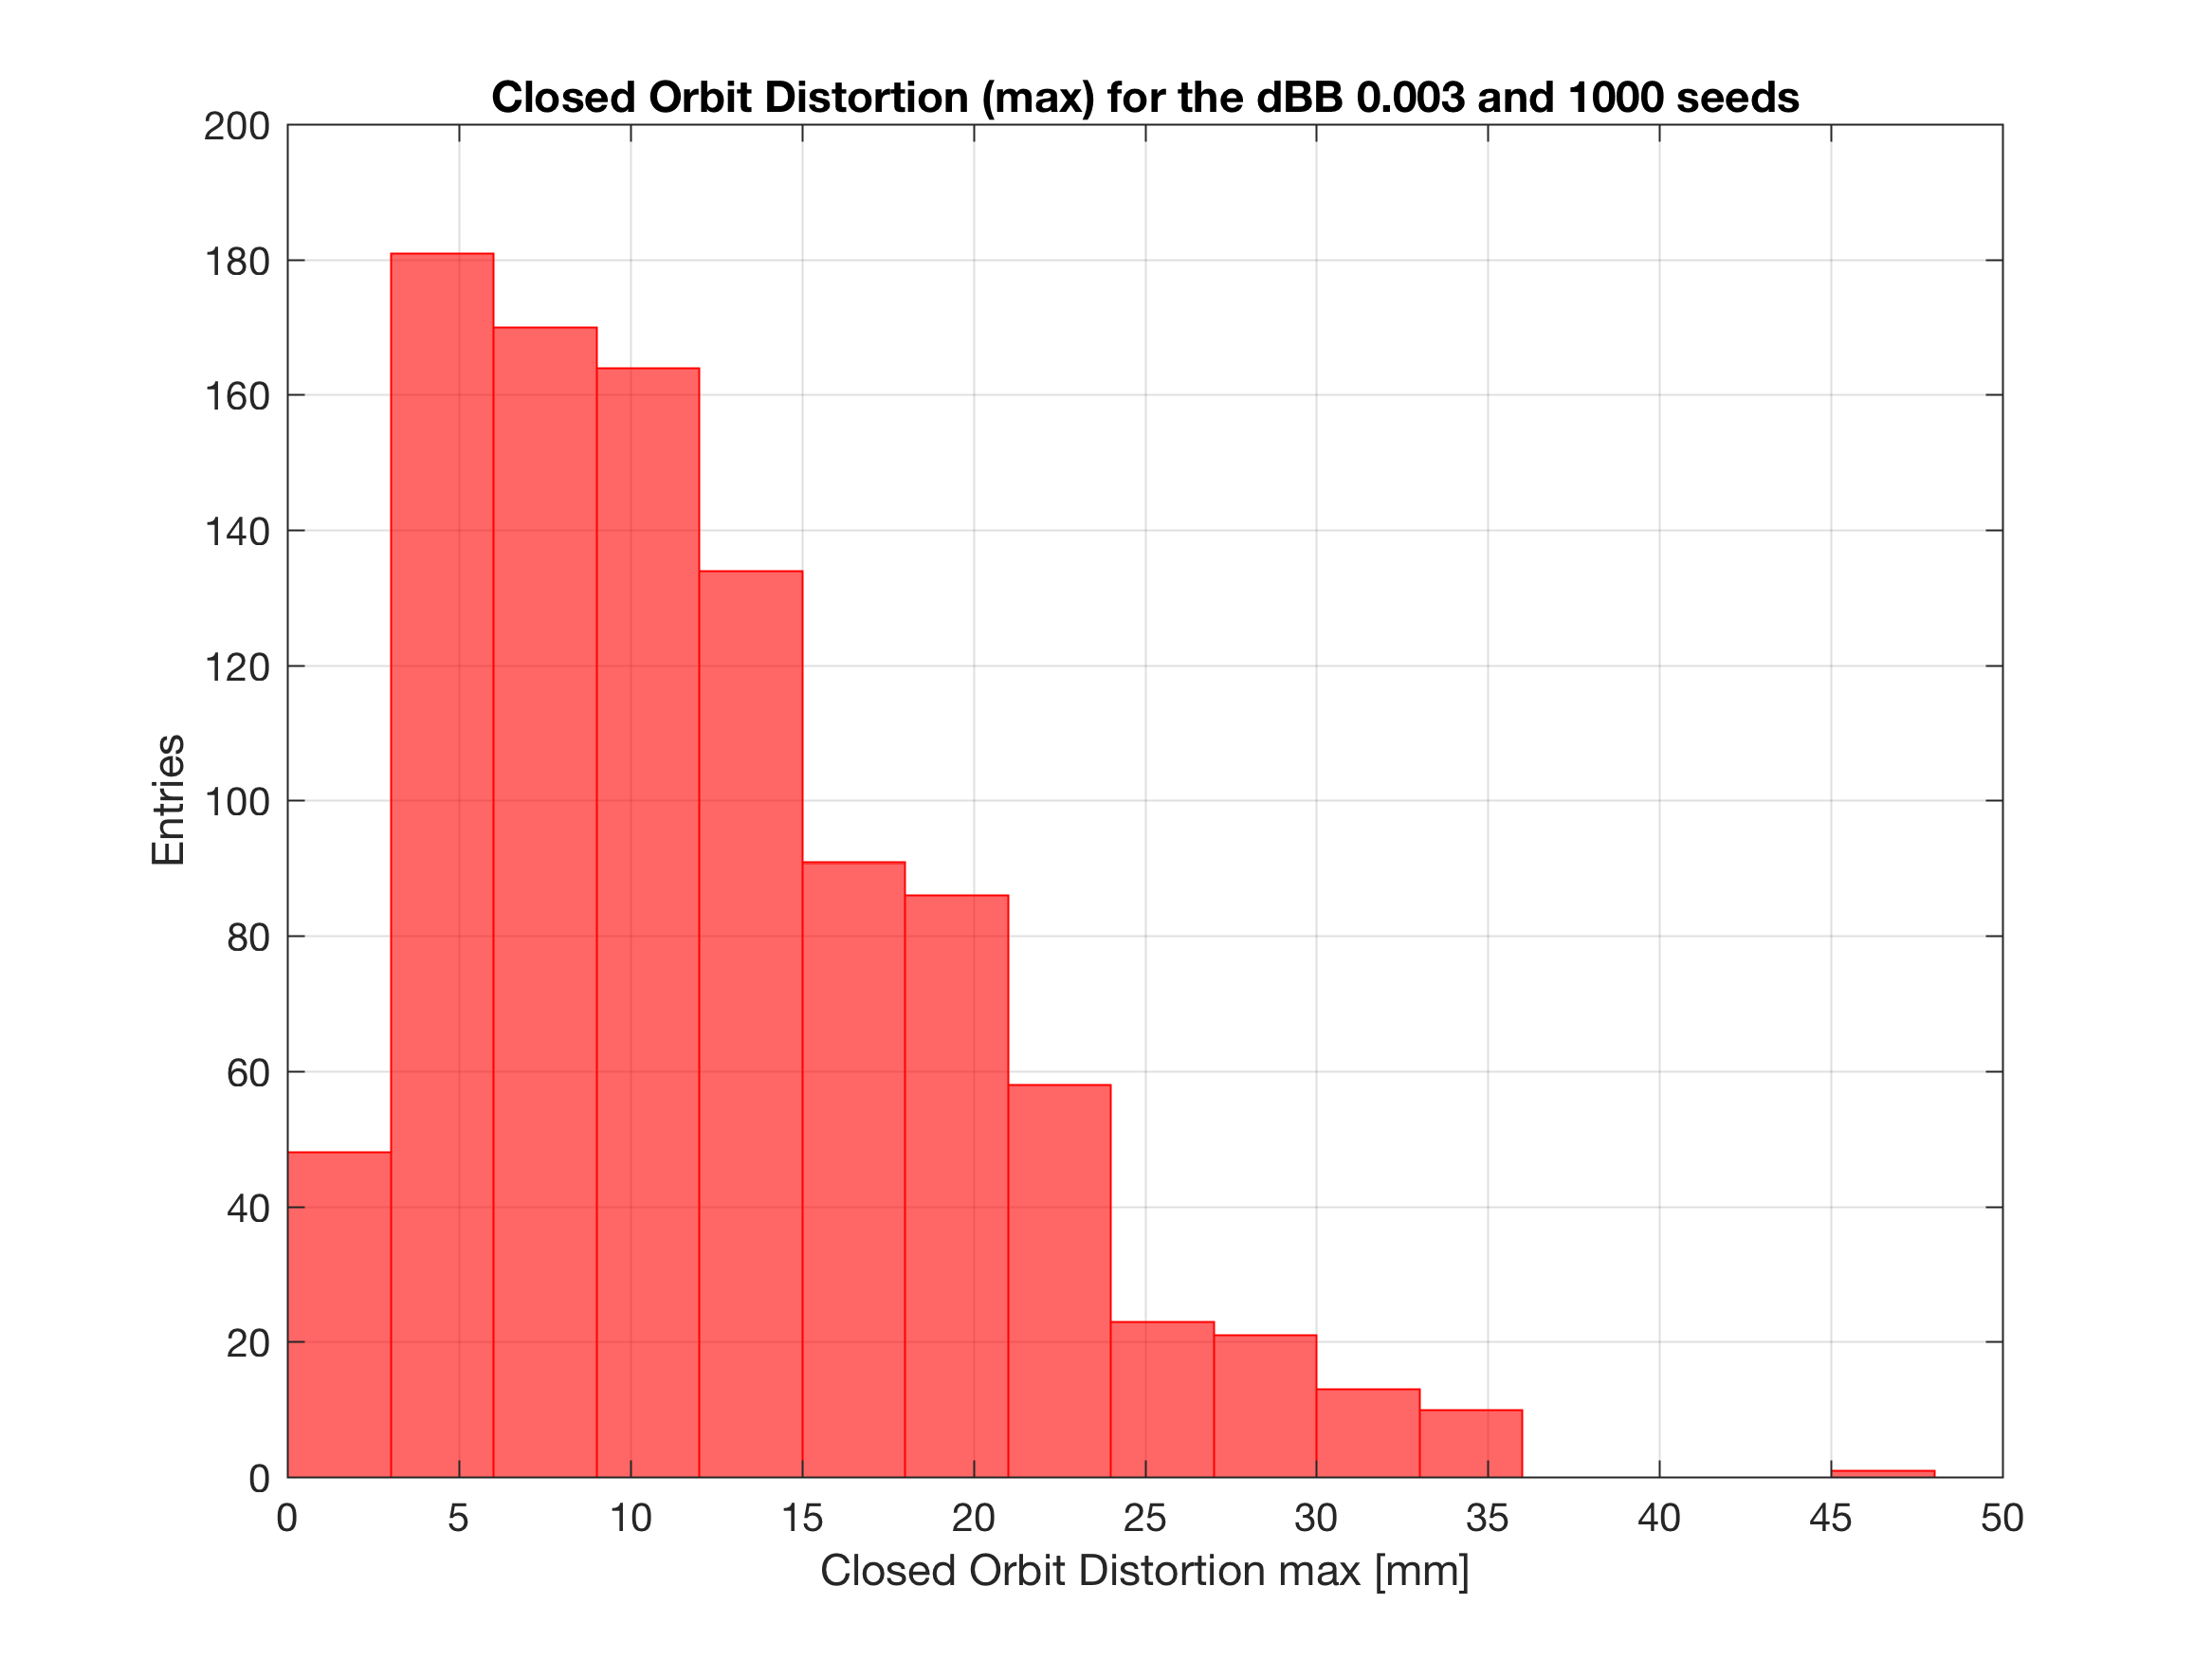 Closed Orbit Distortion (max) for the dBB 0.003 and 1000 seeds
200
180
160
140
120
100
80
60
40
20
0
Entries
0 5 10 15 20 25 30 35 40 45 50
Closed Orbit Distortion max [mm]